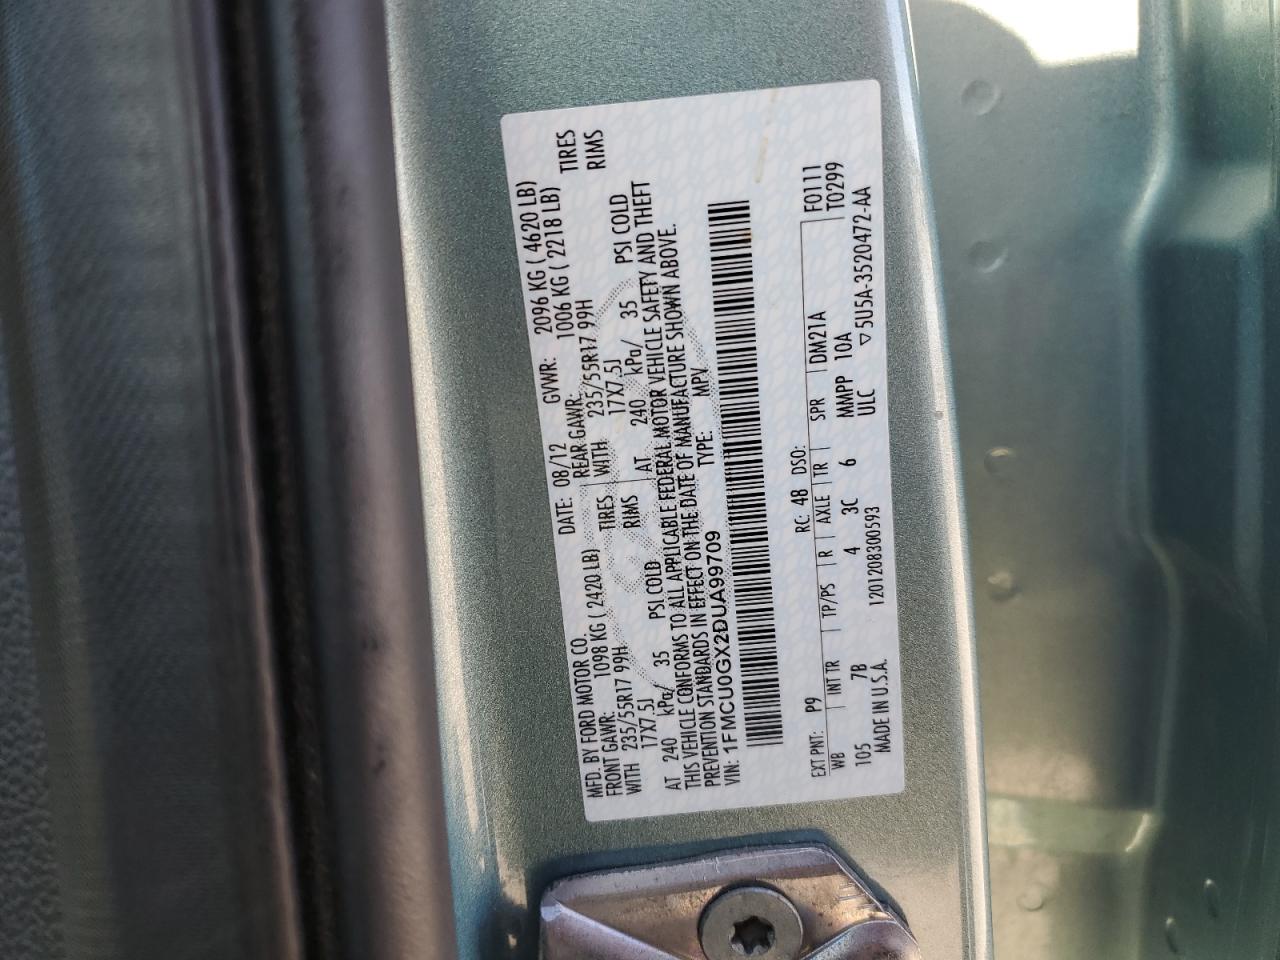 MFD. BY FORD MOTOR CO.
DATE: 08/12 GVWR: 2096 KG ( 4620 LB)
FRONT GAWR: 1098 KG ( 2420 LB) REAR GAWR: 1006 KG ( 2218 LB)
WITH 235/55R17 99H TIRES WITH 235/55R17 99H TIRES
17X7.5J RIMS 17X7.5J RIMS
AT 240 kPa/ 35 PSI COLD AT 240 kPa/ 35 PSI COLD
THIS VEHICLE CONFORMS TO ALL APPLICABLE FEDERAL MOTOR VEHICLE SAFETY AND THEFT
PREVENTION STANDARDS IN EFFECT ON THE DATE OF MANUFACTURE SHOWN ABOVE.
VIN: 1FMCU0GX2DUA99709 TYPE: MPV
EXT PNT: P9 RC: 48 DSO: F0111
WB INT TR TP/PS R AXLE TR SPR DM21A T0299
105 7B 4 3C 6 MMPP 10A
MADE IN U.S.A. 1201208300593 ULC ▽5U5A-3520472-AA